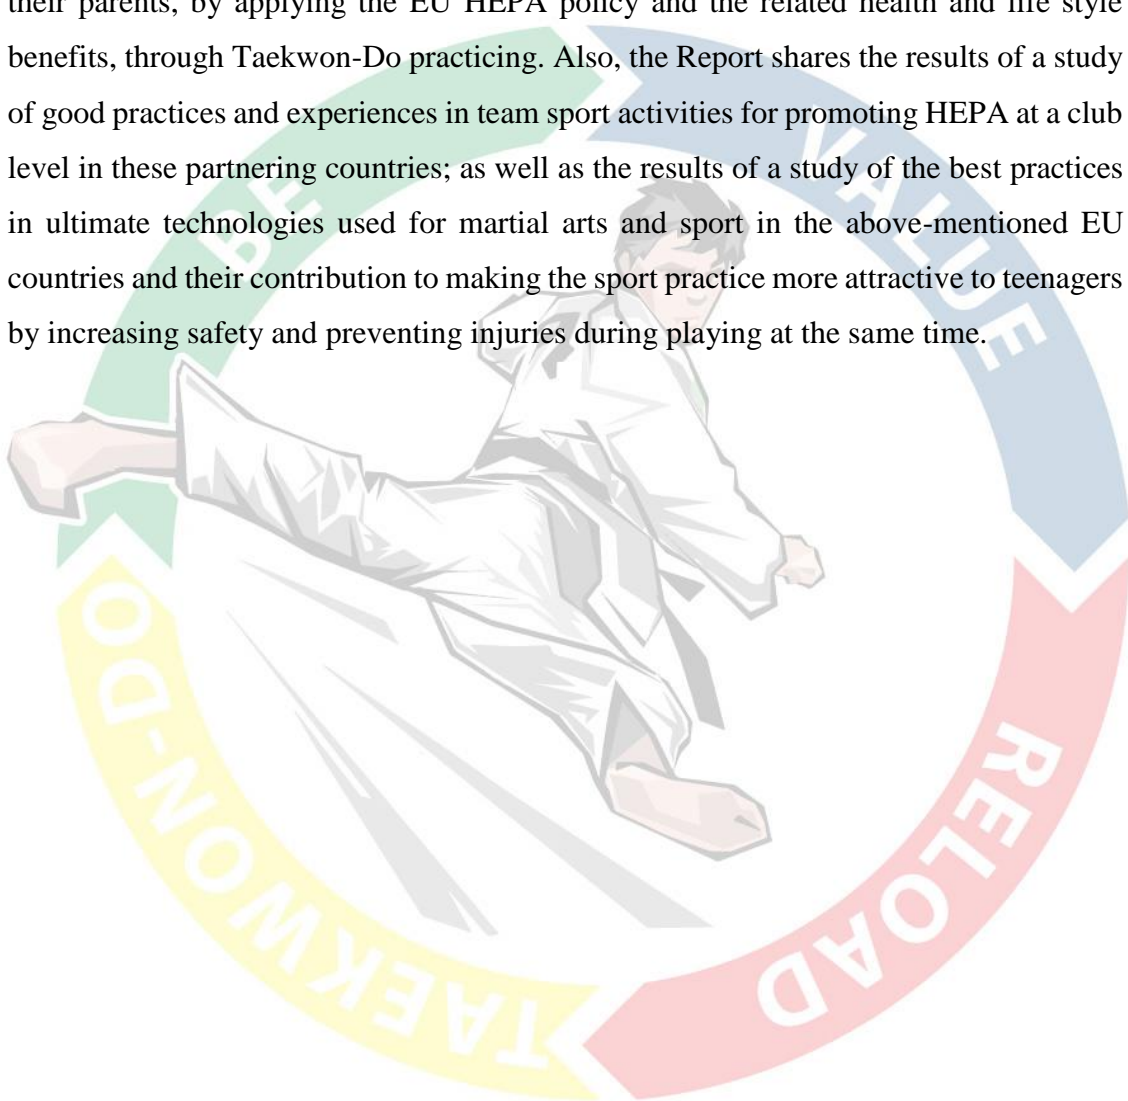 their parents, by applying the EU HEPA policy and the related health and life style
benefits, through Taekwon-Do practicing. Also, the Report shares the results of a study
of good practices and experiences in team sport activities for promoting HEPA at a club
level in these partnering countries; as well as the results of a study of the best practices
in ultimate technologies used for martial arts and sport in the above-mentioned EU
countries and their contribution to making the sport practice more attractive to teenagers
by increasing safety and preventing injuries during playing at the same time.
BE
VALUE
RELOAD
TAEKWON-DO